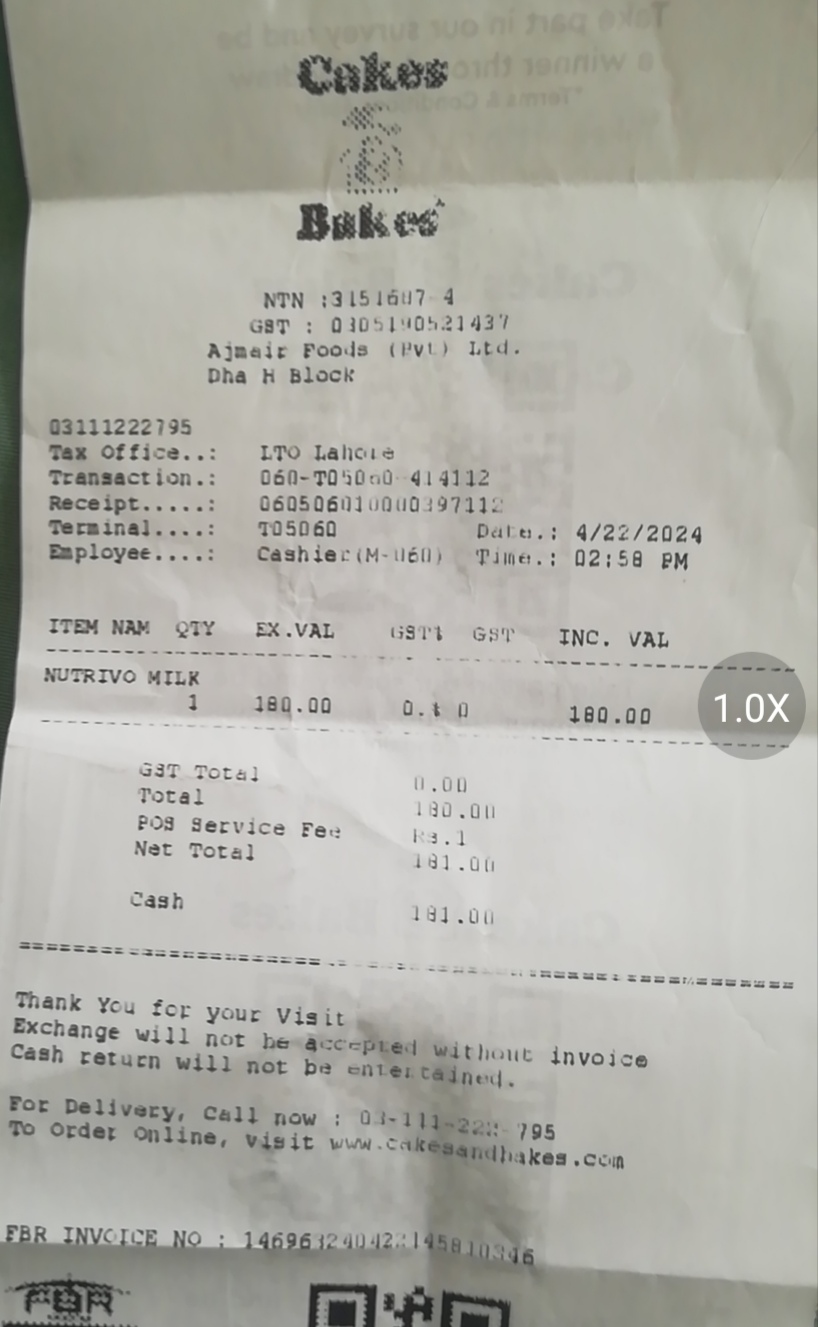 Cakes
Bakes
NTN :3151687-4
GST : 0305190521437
Ajmair Foods (Pvt) Ltd.
Dha H Block
03111222795
Tax Office..: LTO Lahore
Transaction.: 060-T05060-414112
Receipt.....: 060506010000397112
Terminal....: T05060 Date.: 4/22/2024
Employee....: Cashier(M-060) Time.: 02:58 PM
ITEM NAM QTY EX.VAL GST% GST INC. VAL
NUTRIVO MILK
1 180.00 0.% 0 180.00
1.0X
GST Total 0.00
Total 180.00
POS Service Fee Rs.1
Net Total 181.00
Cash 181.00
Thank You for your Visit
Exchange will not be accepted without invoice
Cash return will not be entertained.
For Delivery, Call now : 03-111-222-795
To Order Online, visit www.cakesandbakes.com
FBR INVOICE NO :
FBR